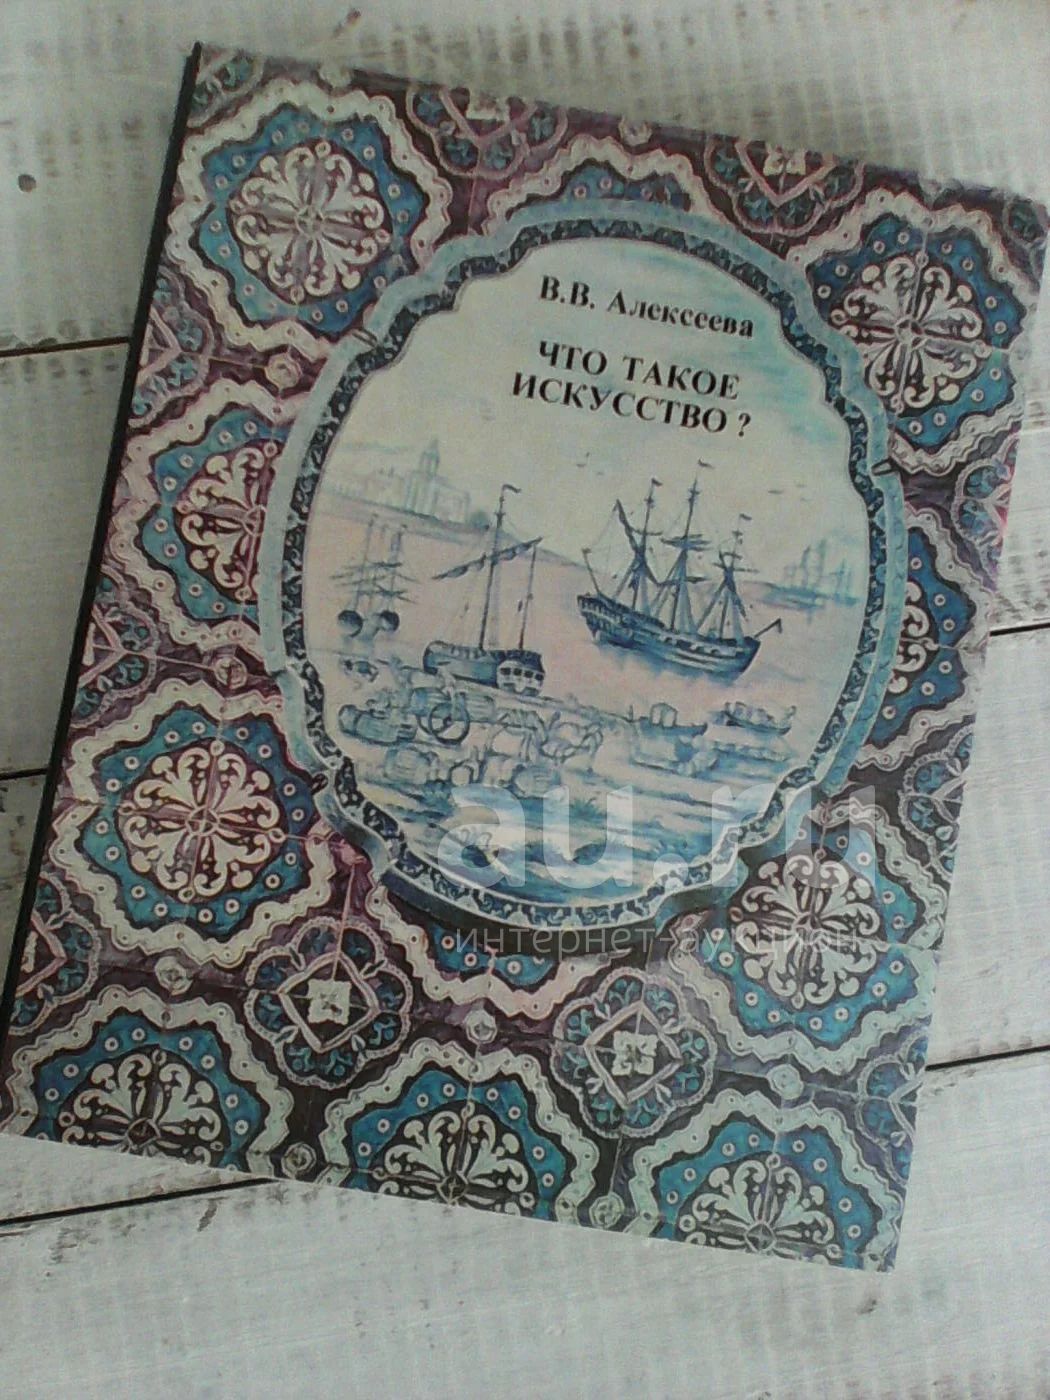 В.В. Алексеева
ЧТО ТАКОЕ
ИСКУССТВО?
au.ru
интернет-аукцион